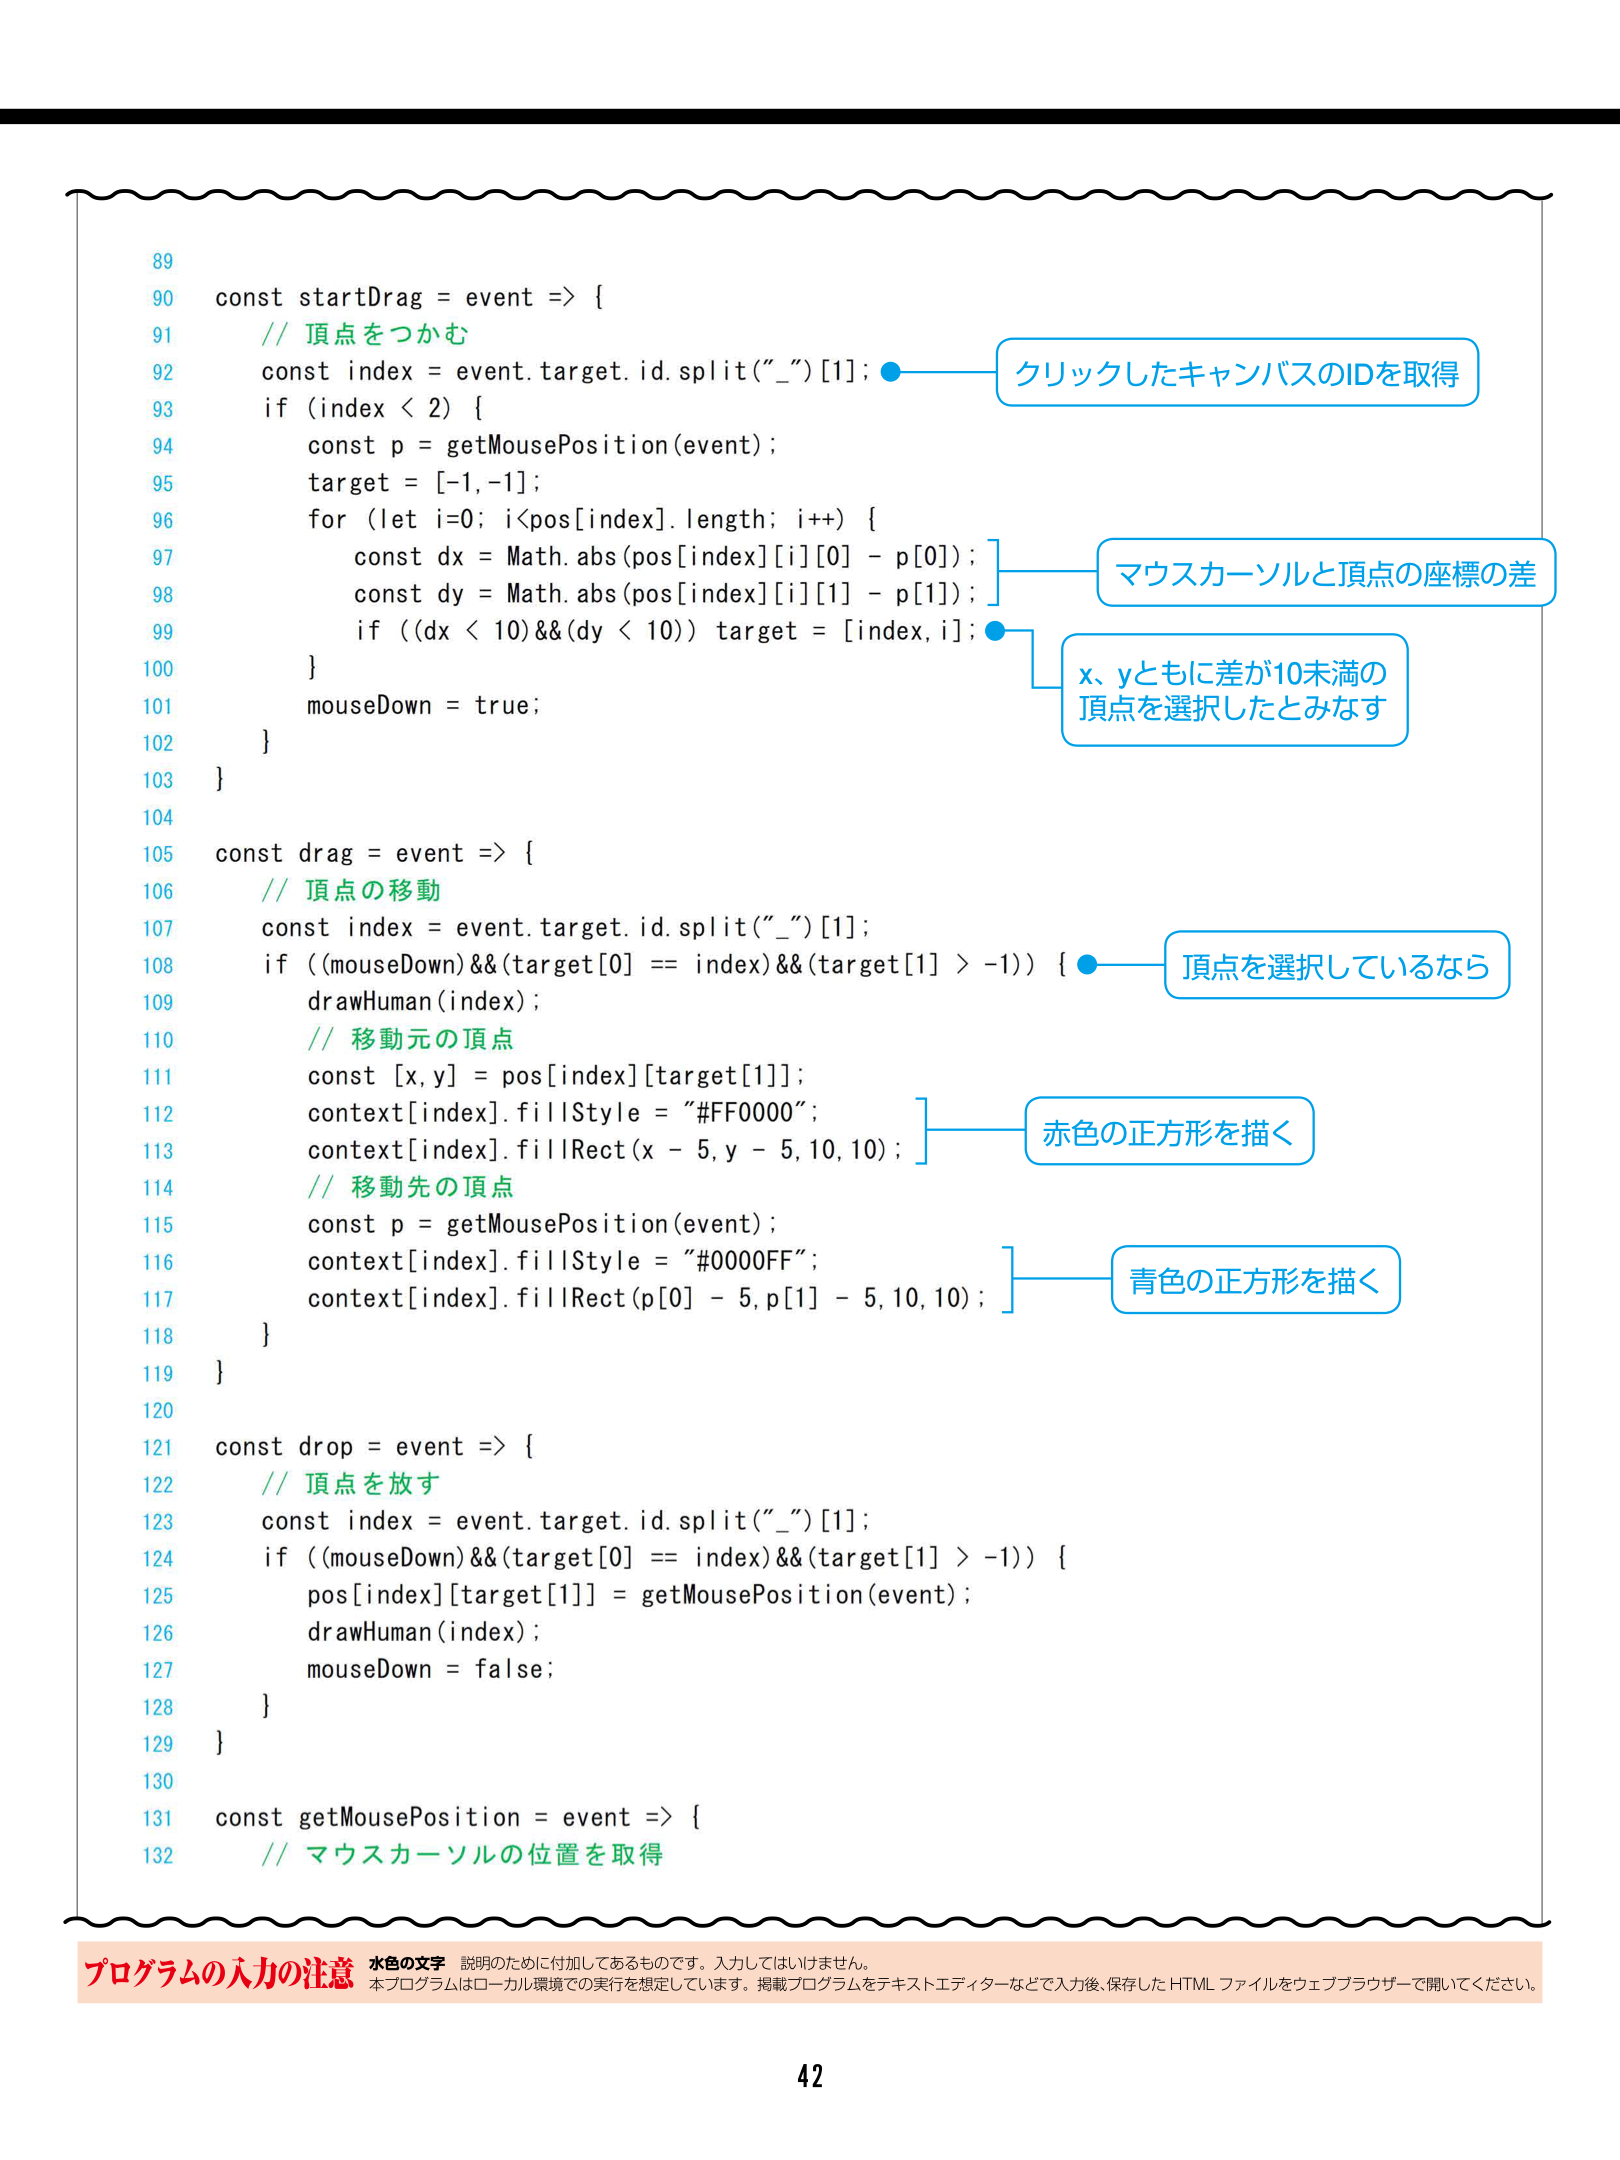 89
90 const startDrag = event => {
91 // 頂点をつかむ
92 const index = event.target.id.split("_")[1];
クリックしたキャンバスのIDを取得
93 if (index < 2) {
94 const p = getMousePosition(event);
95 target = [-1,-1];
96 for (let i=0; i<pos[index].length; i++) {
97 const dx = Math.abs(pos[index][i][0] - p[0]);
98 const dy = Math.abs(pos[index][i][1] - p[1]);
マウスカーソルと頂点の座標の差
99 if ((dx < 10)&&(dy < 10)) target = [index,i];
x、yともに差が10未満の
頂点を選択したとみなす
100 }
101 mouseDown = true;
102 }
103 }
104
105 const drag = event => {
106 // 頂点の移動
107 const index = event.target.id.split("_")[1];
108 if ((mouseDown)&&(target[0] == index)&&(target[1] > -1)) {
頂点を選択しているなら
109 drawHuman(index);
110 // 移動元の頂点
111 const [x,y] = pos[index][target[1]];
112 context[index].fillStyle = "#FF0000";
113 context[index].fillRect(x - 5,y - 5,10,10);
赤色の正方形を描く
114 // 移動先の頂点
115 const p = getMousePosition(event);
116 context[index].fillStyle = "#0000FF";
117 context[index].fillRect(p[0] - 5,p[1] - 5,10,10);
青色の正方形を描く
118 }
119 }
120
121 const drop = event => {
122 // 頂点を放す
123 const index = event.target.id.split("_")[1];
124 if ((mouseDown)&&(target[0] == index)&&(target[1] > -1)) {
125 pos[index][target[1]] = getMousePosition(event);
126 drawHuman(index);
127 mouseDown = false;
128 }
129 }
130
131 const getMousePosition = event => {
132 // マウスカーソルの位置を取得
プログラムの入力の注意
水色の文字 説明のために付加してあるものです。入力してはいけません。
本プログラムはローカル環境での実行を想定しています。掲載プログラムをテキストエディターなどで入力後、保存した HTML ファイルをウェブブラウザーで開いてください。
42